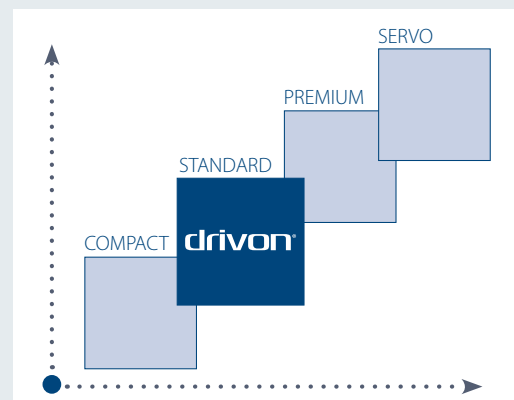 SERVO
PREMIUM
STANDARD
drivon®
COMPACT